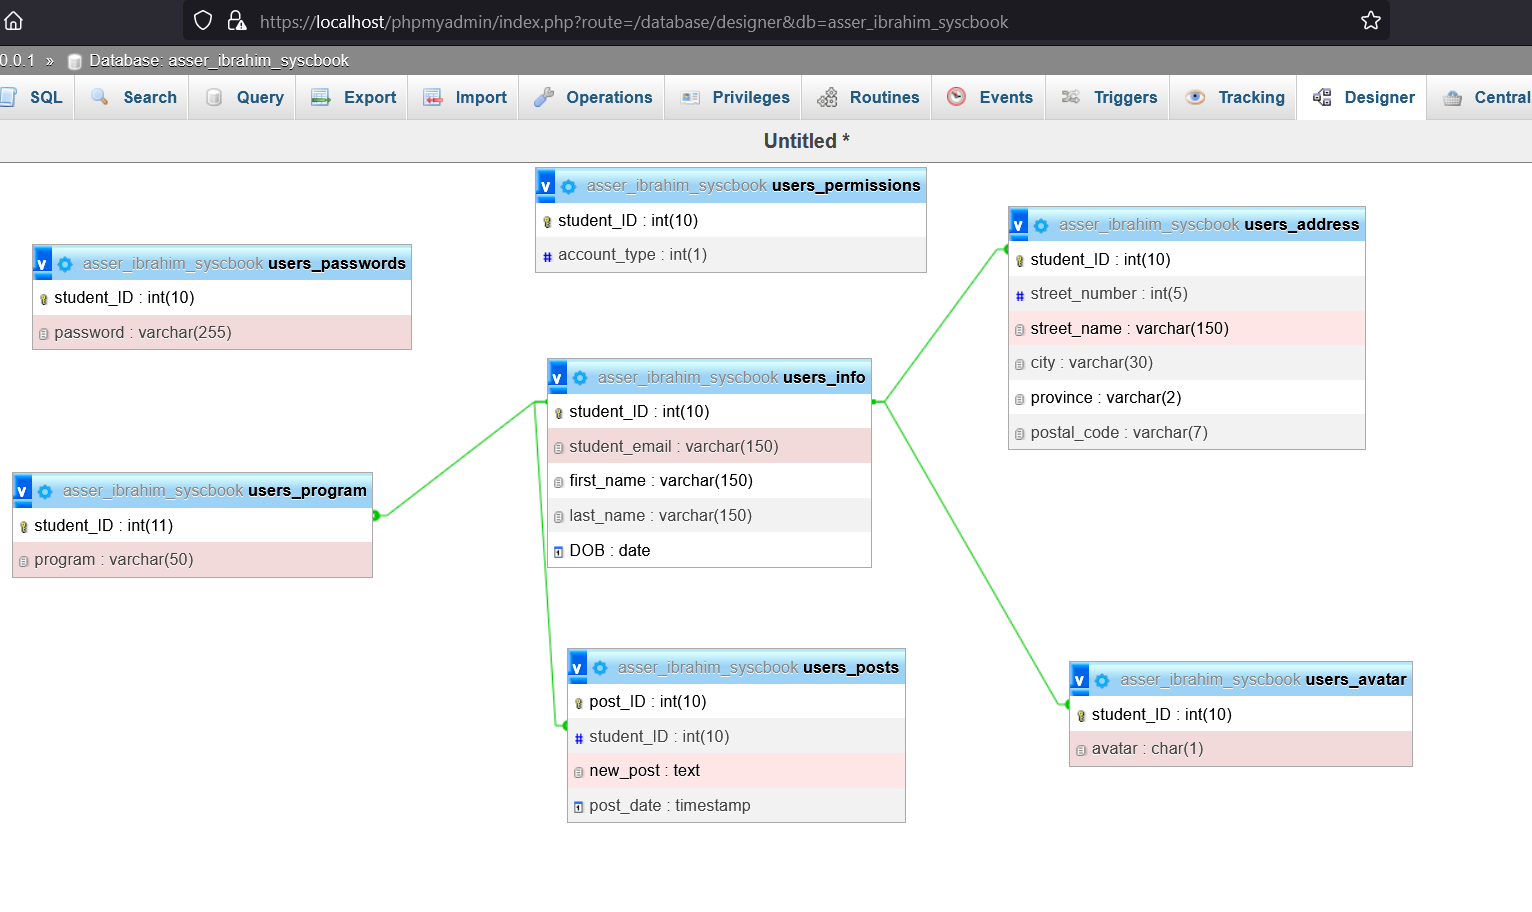 https://localhost/phpmyadmin/index.php?route=/database/designer&db=asser_ibrahim_syscbook
0.0.1 » Database: asser_ibrahim_syscbook
SQL Search Query Export Import Operations Privileges Routines Events Triggers Tracking Designer Central
Untitled *
v asser_ibrahim_syscbook users_permissions
student_ID : int(10)
# account_type : int(1)
v asser_ibrahim_syscbook users_address
student_ID : int(10)
# street_number : int(5)
street_name : varchar(150)
city : varchar(30)
province : varchar(2)
postal_code : varchar(7)
v asser_ibrahim_syscbook users_passwords
student_ID : int(10)
password : varchar(255)
v asser_ibrahim_syscbook users_info
student_ID : int(10)
student_email : varchar(150)
first_name : varchar(150)
last_name : varchar(150)
DOB : date
v asser_ibrahim_syscbook users_program
student_ID : int(11)
program : varchar(50)
v asser_ibrahim_syscbook users_posts
post_ID : int(10)
# student_ID : int(10)
new_post : text
post_date : timestamp
v asser_ibrahim_syscbook users_avatar
student_ID : int(10)
avatar : char(1)